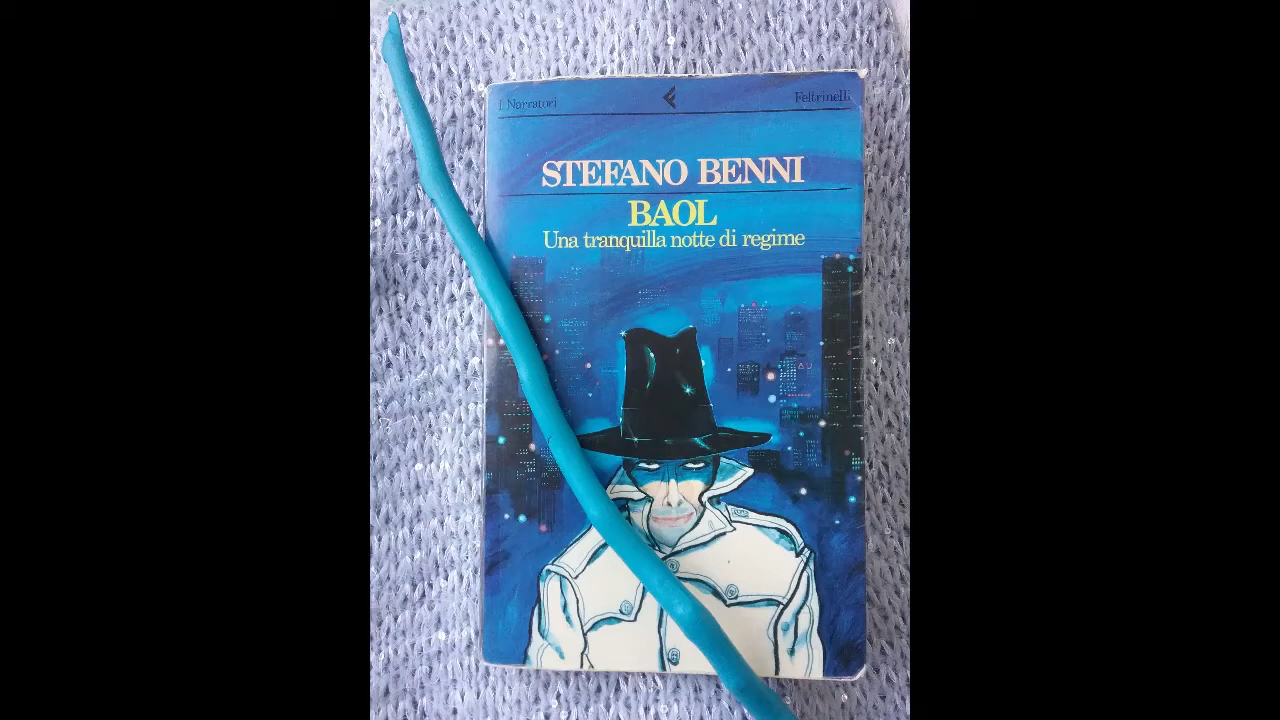 I Narratori
Feltrinelli
STEFANO BENNI
BAOL
Una tranquilla notte di regime